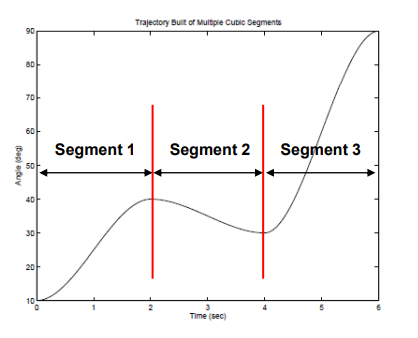 Trajectory Built of Multiple Cubic Segments
90
80
70
60
50
40
30
20
10
Angle (deg)
Segment 1
Segment 2
Segment 3
0
1
2
3
4
5
6
Time (sec)